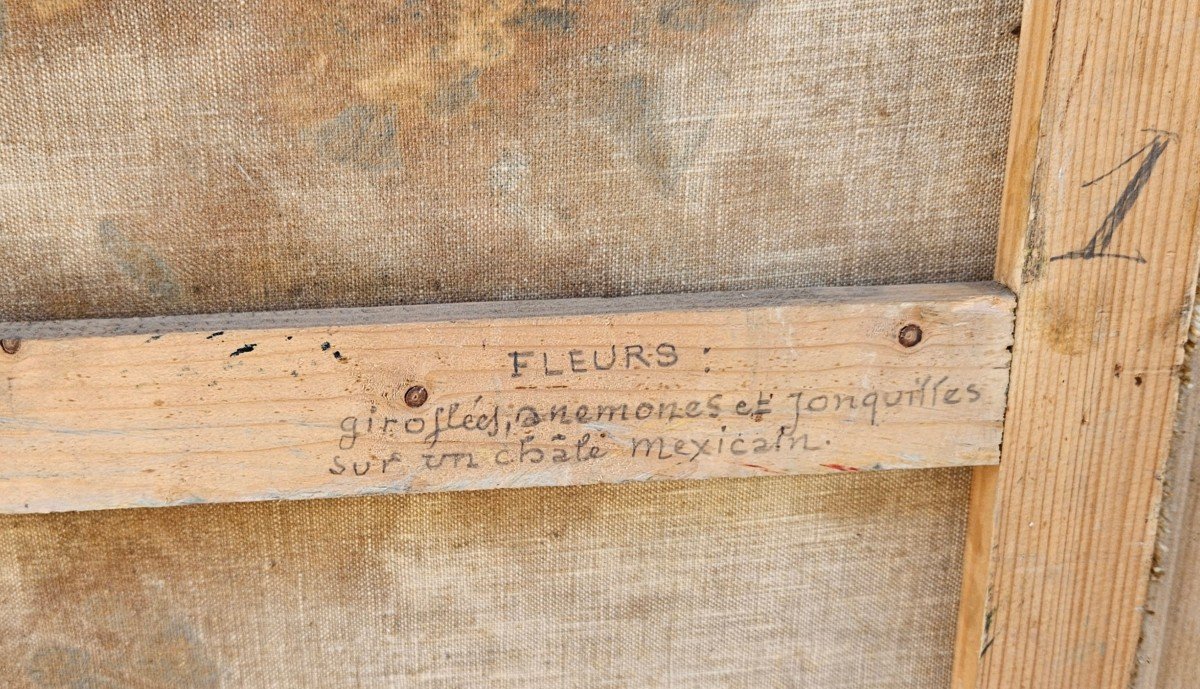 FLEURS :
giroflées, anemones et jonquilles
sur un châle mexicain.
1